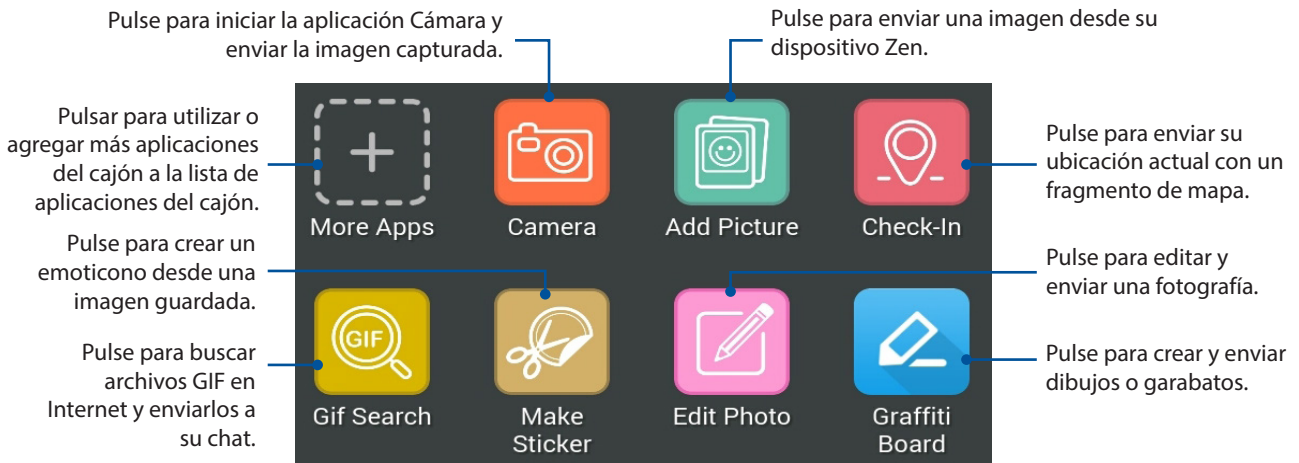 Pulse para iniciar la aplicación Cámara y
enviar la imagen capturada.
Pulse para enviar una imagen desde su
dispositivo Zen.
Pulsar para utilizar o
agregar más aplicaciones
del cajón a la lista de
aplicaciones del cajón.
Pulse para crear un
emoticono desde una
imagen guardada.
Pulse para buscar
archivos GIF en
Internet y enviarlos a
su chat.
More Apps
Camera
Add Picture
Check-In
GIF
Gif Search
Make
Sticker
Edit Photo
Graffiti
Board
Pulse para enviar su
ubicación actual con un
fragmento de mapa.
Pulse para editar y
enviar una fotografía.
Pulse para crear y enviar
dibujos o garabatos.